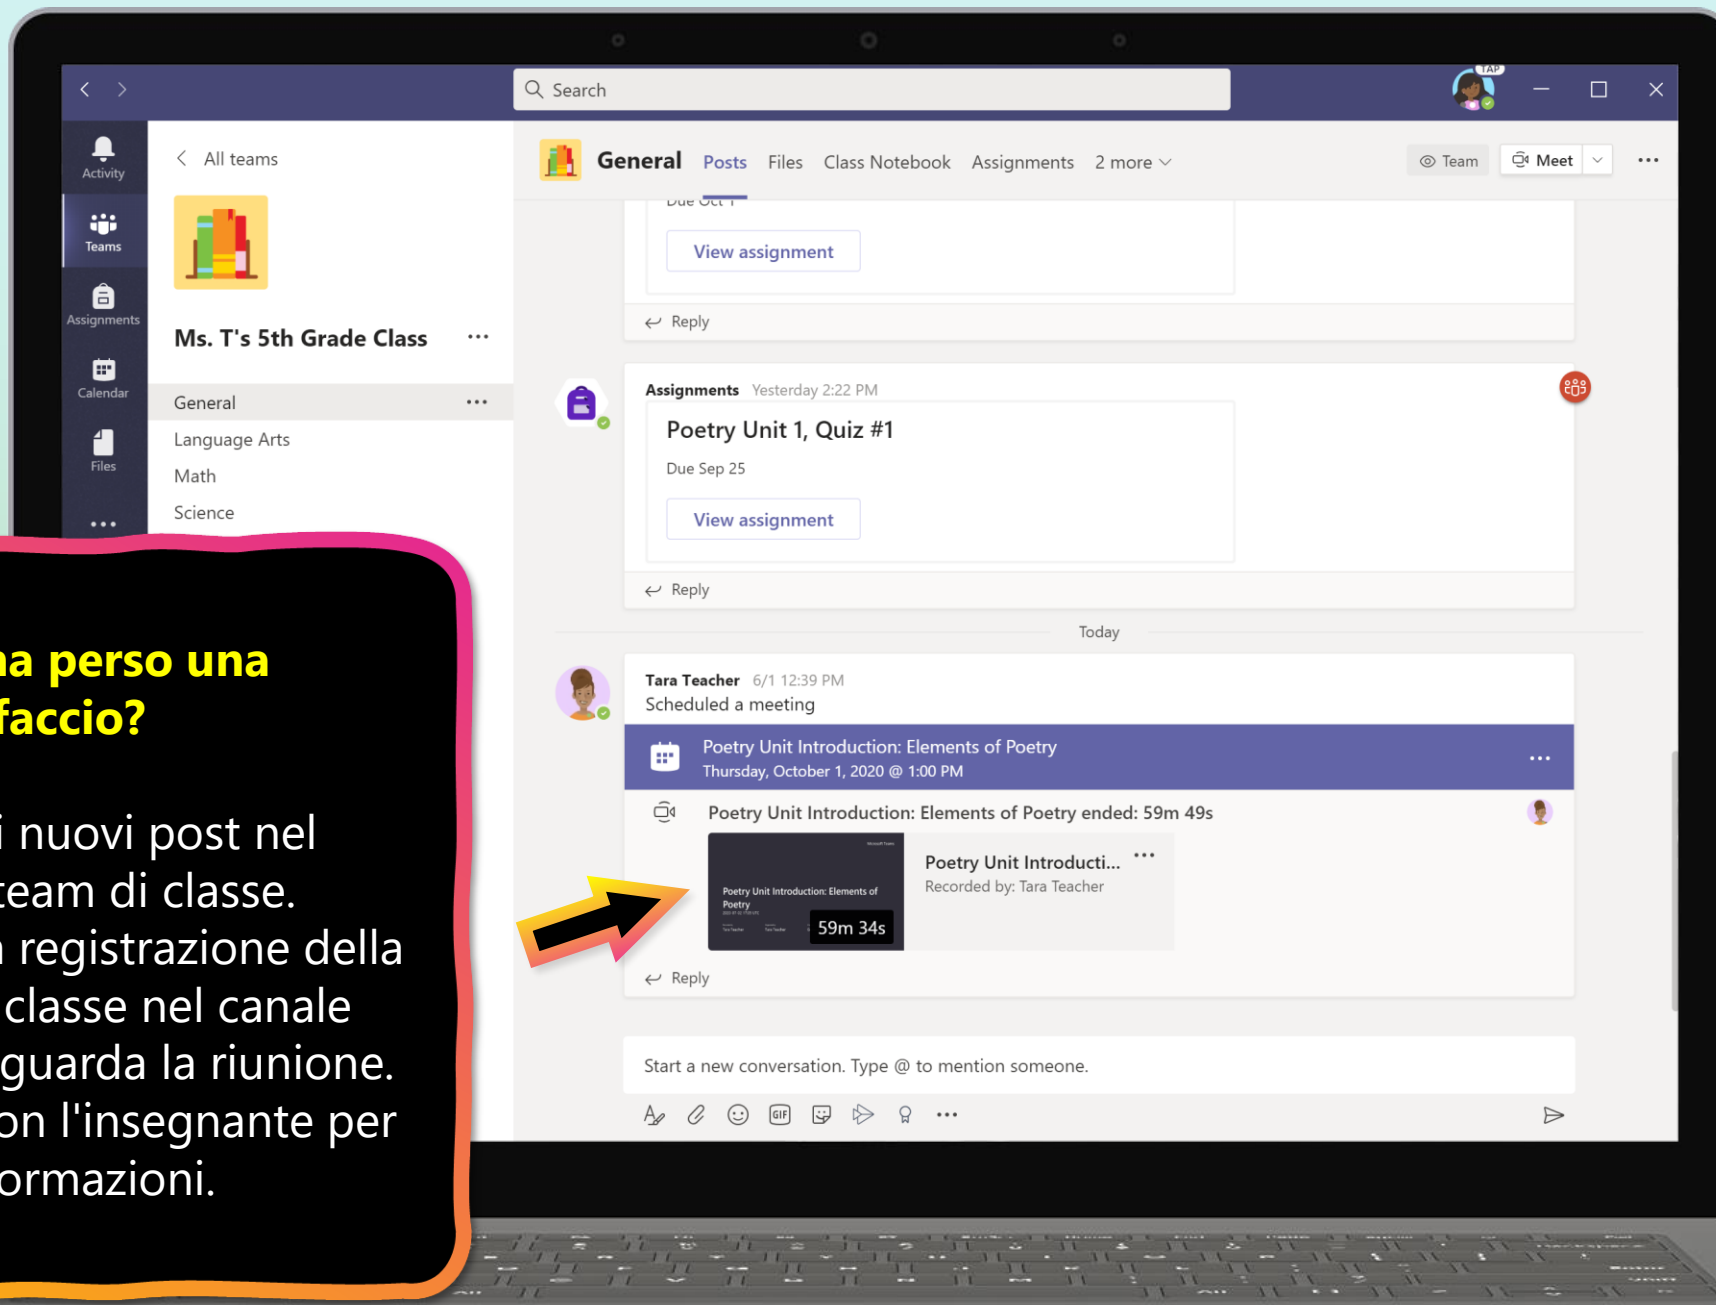 Search
TAP
Activity
Teams
Assignments
Calendar
Files
All teams
Ms. T's 5th Grade Class
General
Language Arts
Math
Science
General Posts Files Class Notebook Assignments 2 more
Team
Meet
Due Oct 1
View assignment
Reply
Assignments Yesterday 2:22 PM
Poetry Unit 1, Quiz #1
Due Sep 25
View assignment
Reply
Today
Tara Teacher 6/1 12:39 PM
Scheduled a meeting
Poetry Unit Introduction: Elements of Poetry
Thursday, October 1, 2020 @ 1:00 PM
Poetry Unit Introduction: Elements of Poetry ended: 59m 49s
Poetry Unit Introduction: Elements of
Poetry
59m 34s
Poetry Unit Introducti...
Recorded by: Tara Teacher
Reply
Start a new conversation. Type @ to mention someone.
GIF
perso una
faccio?
i nuovi post nel
team di classe.
registrazione della
classe nel canale
guarda la riunione.
l'insegnante per